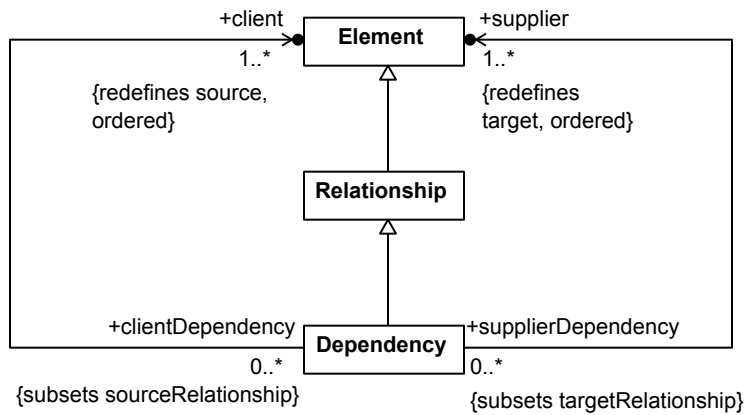 +client
Element
+supplier
1..*
1..*
{redefines source,
ordered}
{redefines
target, ordered}
Relationship
+clientDependency
Dependency
+supplierDependency
0..*
0..*
{subsets sourceRelationship}
{subsets targetRelationship}